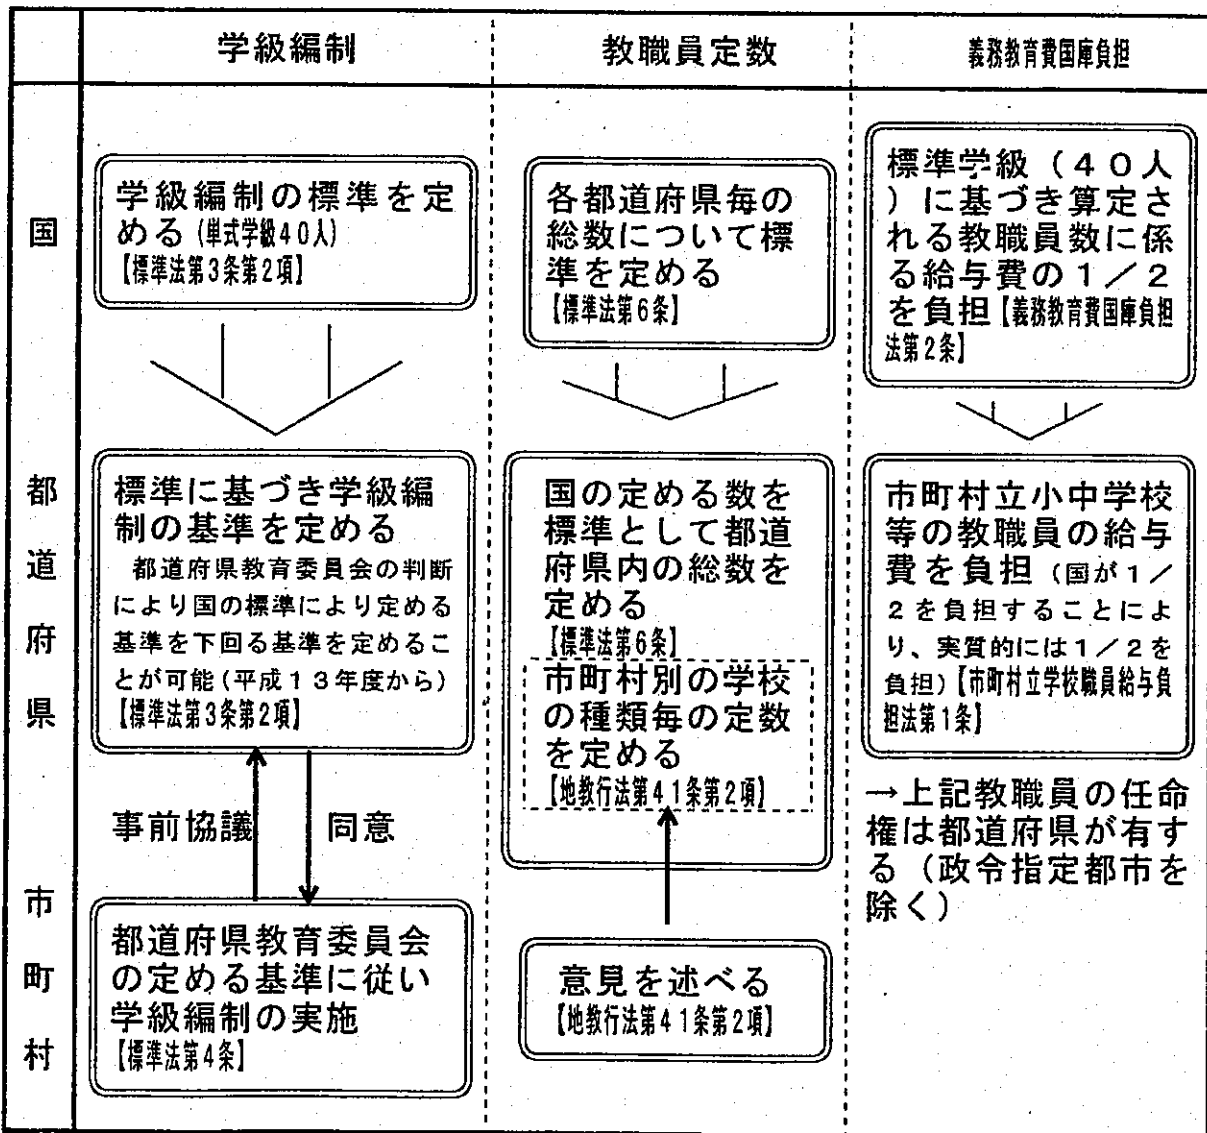 学級編制
教職員定数
義務教育費国庫負担
国
学級編制の標準を定
める(単式学級40人)
【標準法第3条第2項】
各都道府県毎の
総数について標
準を定める
【標準法第6条】
標準学級(40人
)に基づき算定さ
れる教職員数に係
る給与費の1/2
を負担【義務教育費国庫負担
法第2条】
都道府県
標準に基づき学級編
制の基準を定める
都道府県教育委員会の判断
により国の標準により定める
基準を下回る基準を定めるこ
とが可能(平成13年度から)
【標準法第3条第2項】
国の定める数を
標準として都道
府県内の総数を
定める
【標準法第6条】
市町村別の学校
の種類毎の定数
を定める
【地教行法第41条第2項】
市町村立小中学校
等の教職員の給与
費を負担(国が1/
2を負担することによ
り、実質的には1/2を
負担)【市町村立学校職員給与負
担法第1条】
→上記教職員の任命
権は都道府県が有す
る(政令指定都市を
除く)
事前協議
同意
市町村
都道府県教育委員会
の定める基準に従い
学級編制の実施
【標準法第4条】
意見を述べる
【地教行法第41条第2項】